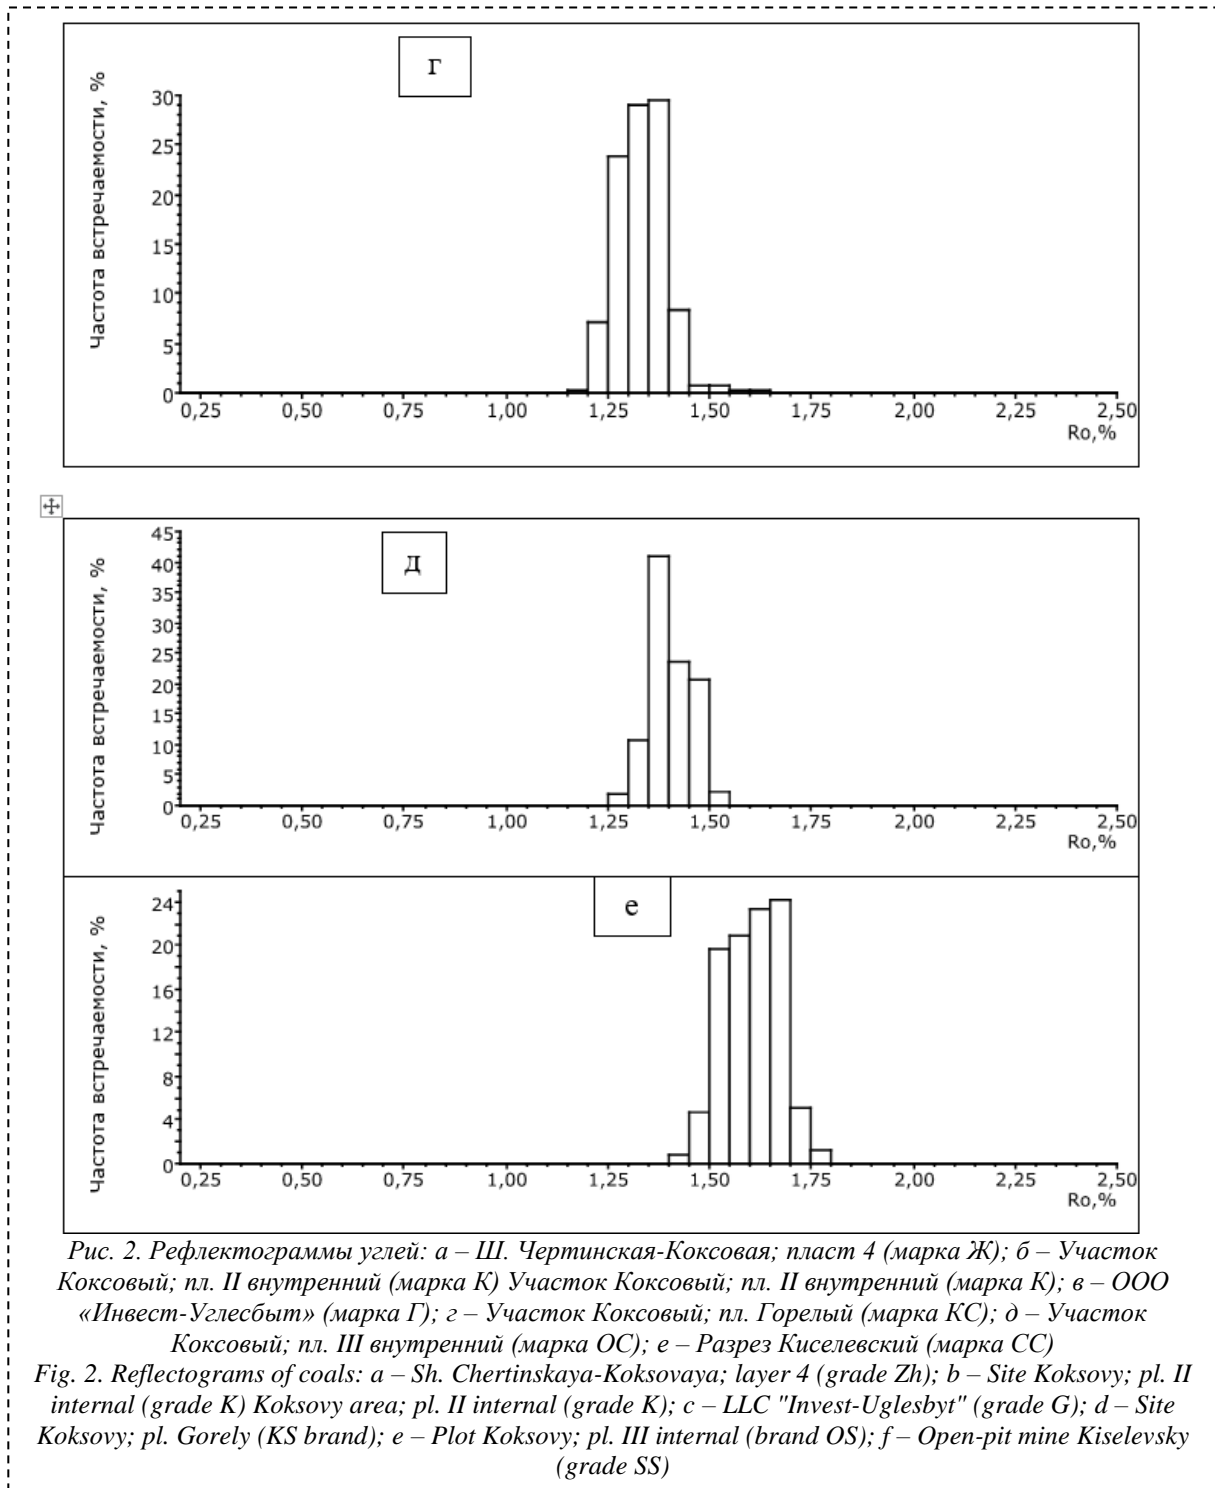 г
Частота встречаемости, %
30
25
20
15
10
5
0
0,25 0,50 0,75 1,00 1,25 1,50 1,75 2,00 2,25 2,50
Ro,%
д
Частота встречаемости, %
45
40
35
30
25
20
15
10
5
0
0,25 0,50 0,75 1,00 1,25 1,50 1,75 2,00 2,25 2,50
Ro,%
е
Частота встречаемости, %
24
20
16
12
8
4
0
0,25 0,50 0,75 1,00 1,25 1,50 1,75 2,00 2,25 2,50
Ro,%
Рис. 2. Рефлектограммы углей: а – Ш. Чертинская-Коксовая; пласт 4 (марка Ж); б – Участок
Коксовый; пл. II внутренний (марка К) Участок Коксовый; пл. II внутренний (марка К); в – ООО
«Инвест-Углесбыт» (марка Г); г – Участок Коксовый; пл. Горелый (марка КС); д – Участок
Коксовый; пл. III внутренний (марка ОС); е – Разрез Киселевский (марка СС)
Fig. 2. Reflectograms of coals: a – Sh. Chertinskaya-Koksovaya; layer 4 (grade Zh); b – Site Koksovy; pl. II
internal (grade K) Koksovy area; pl. II internal (grade K); c – LLC "Invest-Uglesbyt" (grade G); d – Site
Koksovy; pl. Gorely (KS brand); e – Plot Koksovy; pl. III internal (brand OS); f – Open-pit mine Kiselevsky
(grade SS)